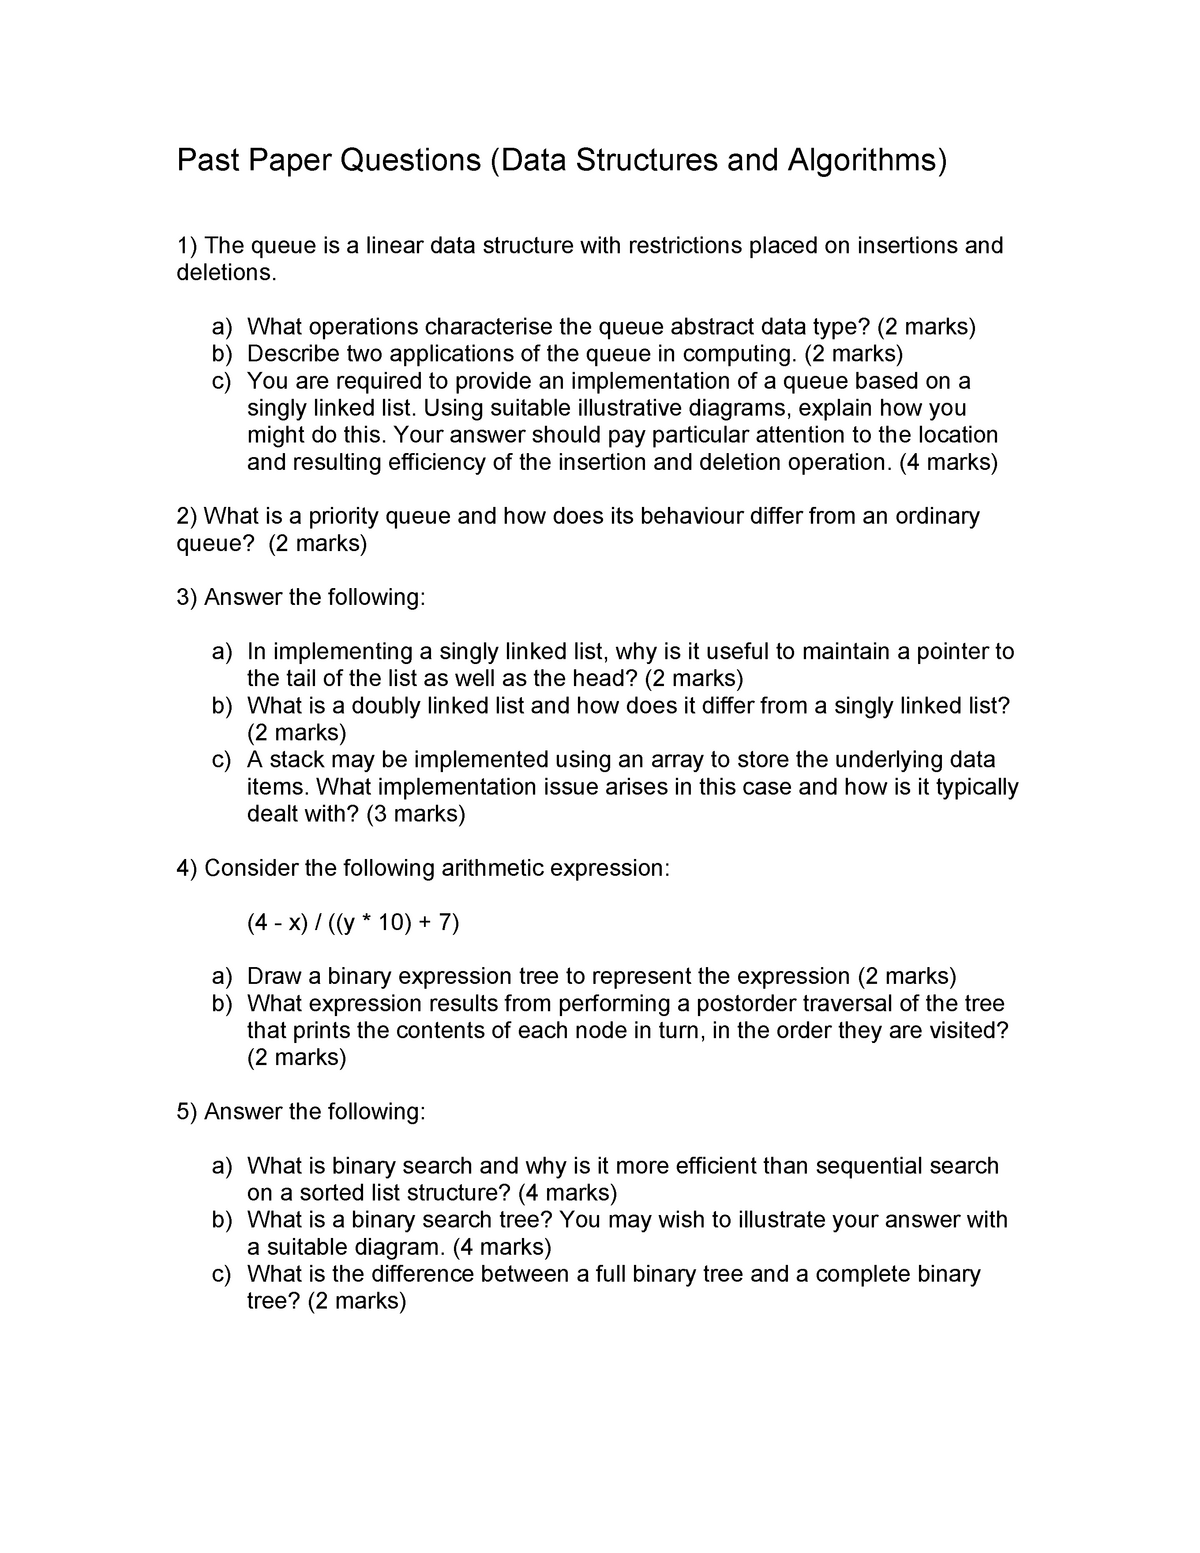 Past Paper Questions (Data Structures and Algorithms)
1) The queue is a linear data structure with restrictions placed on insertions and
deletions.
a) What operations characterise the queue abstract data type? (2 marks)
b) Describe two applications of the queue in computing. (2 marks)
c) You are required to provide an implementation of a queue based on a
singly linked list. Using suitable illustrative diagrams, explain how you
might do this. Your answer should pay particular attention to the location
and resulting efficiency of the insertion and deletion operation. (4 marks)
2) What is a priority queue and how does its behaviour differ from an ordinary
queue? (2 marks)
3) Answer the following:
a) In implementing a singly linked list, why is it useful to maintain a pointer to
the tail of the list as well as the head? (2 marks)
b) What is a doubly linked list and how does it differ from a singly linked list?
(2 marks)
c) A stack may be implemented using an array to store the underlying data
items. What implementation issue arises in this case and how is it typically
dealt with? (3 marks)
4) Consider the following arithmetic expression:
(4 - x) / ((y * 10) + 7)
a) Draw a binary expression tree to represent the expression (2 marks)
b) What expression results from performing a postorder traversal of the tree
that prints the contents of each node in turn, in the order they are visited?
(2 marks)
5) Answer the following:
a) What is binary search and why is it more efficient than sequential search
on a sorted list structure? (4 marks)
b) What is a binary search tree? You may wish to illustrate your answer with
a suitable diagram. (4 marks)
c) What is the difference between a full binary tree and a complete binary
tree? (2 marks)